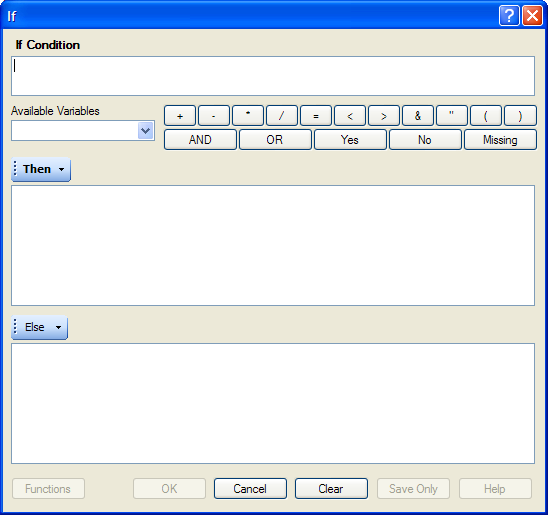 If
If Condition
Available Variables
+ - * / = < > & " ( )
AND OR Yes No Missing
Then
Else
Functions OK Cancel Clear Save Only Help